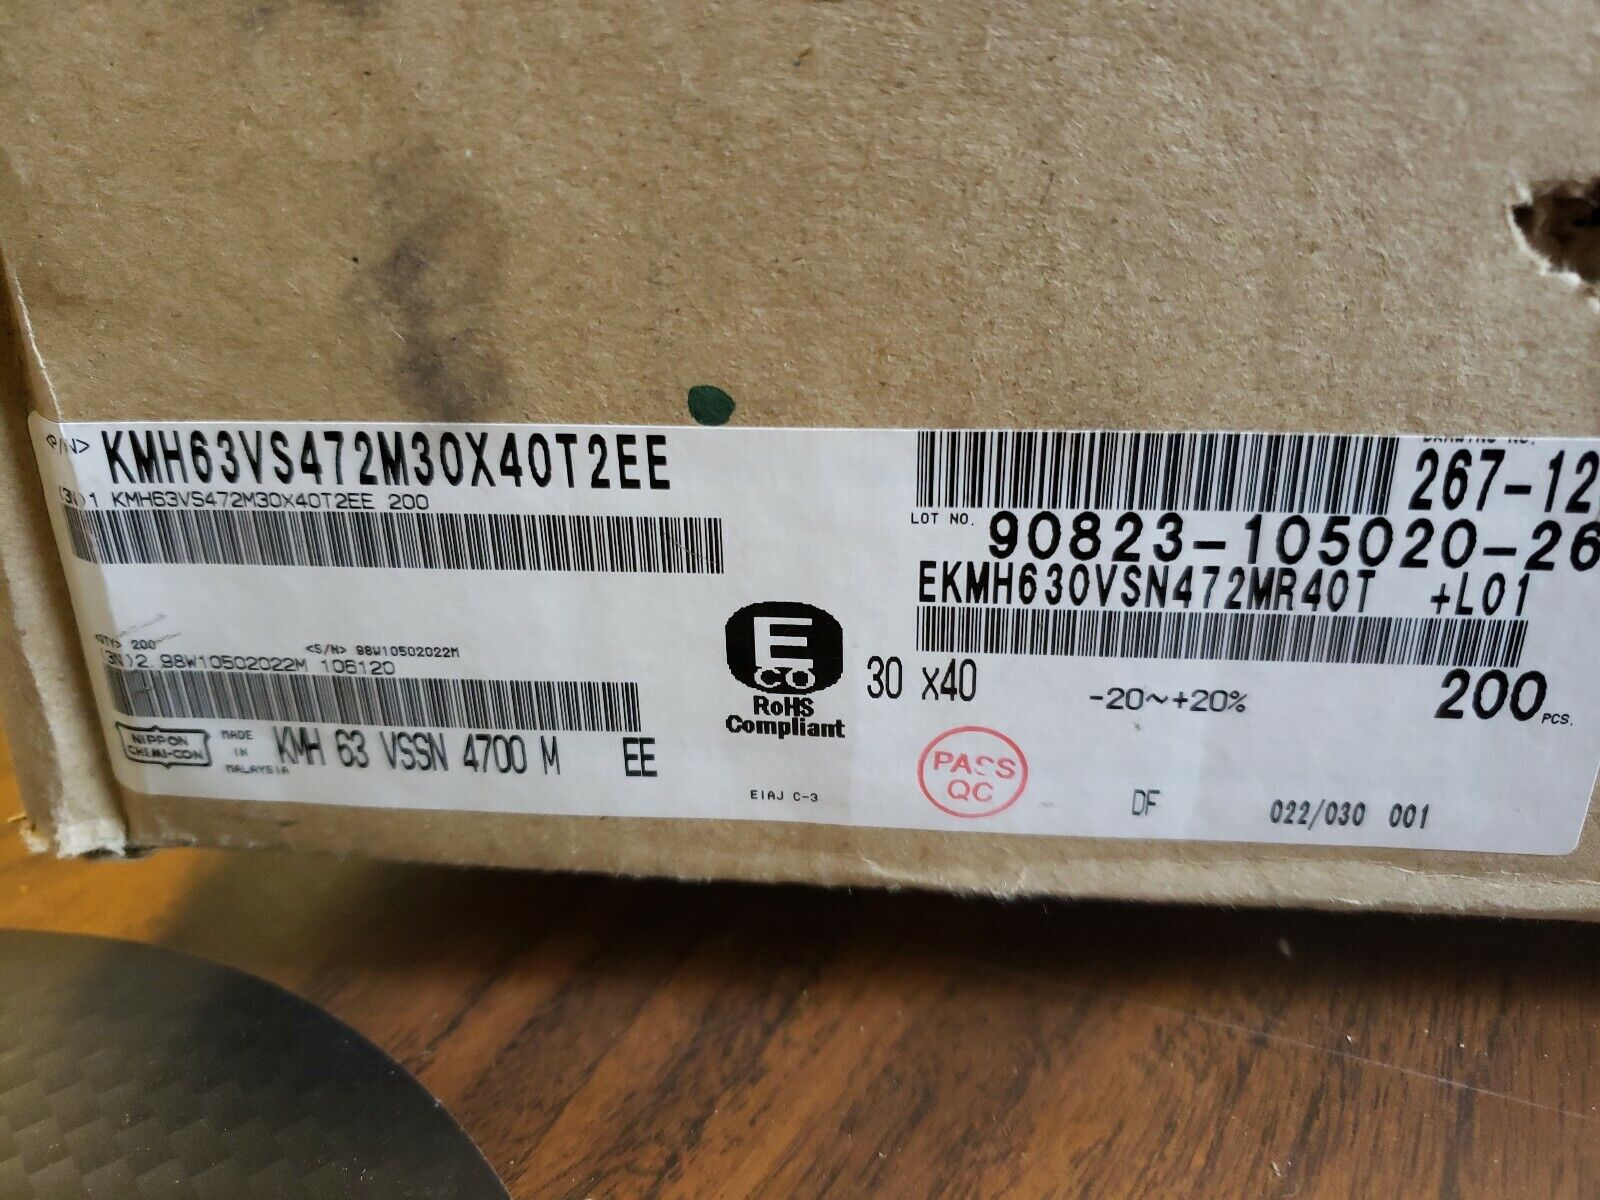 <P/N> KMH63VS472M30X40T2EE
(3N)1 KMH63VS472M30X40T2EE 200
DRAWING NO.
267-12
LOT NO. 90823-105020-26
EKMH630VSN472MR40T +L01
<QTY> 200 <S/N> 98W10502022M
(3N)2 98W10502022M 106120
E
CO
RoHS
Compliant
30 X40
-20~+20%
200 PCS.
NIPPON
CHEMI-CON
MADE
IN
MALAYSIA
KMH 63 VSSN 4700 M EE
EIAJ C-3
PASS
QC
DF
022/030 001